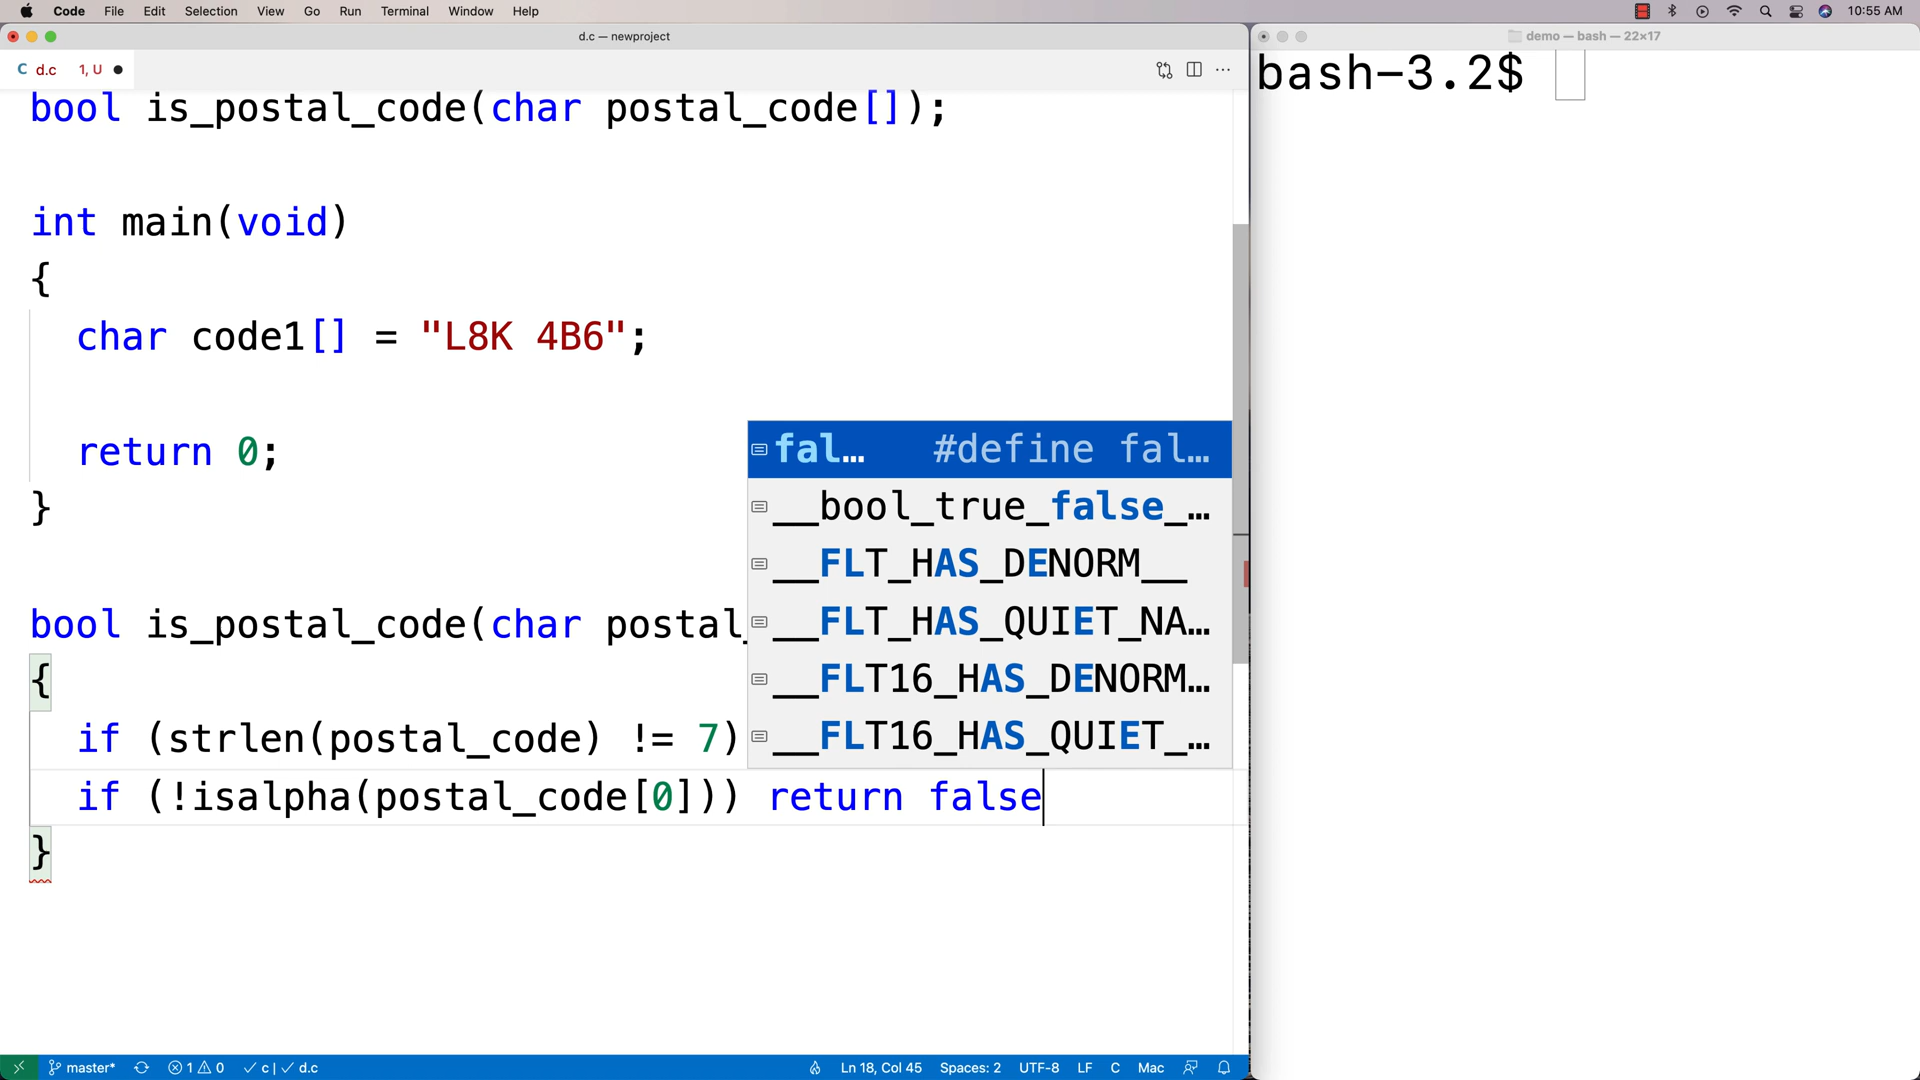 Code File Edit Selection View Go Run Terminal Window Help 10:55 AM
d.c — newproject
demo — bash — 22×17
C d.c 1, U
bool is_postal_code(char postal_code[]);
int main(void)
{
char code1[] = "L8K 4B6";
return 0;
}
bool is_postal_code(char postal_
{
if (strlen(postal_code) != 7)
if (!isalpha(postal_code[0])) return false
}
fal… #define fal…
__bool_true_false_…
__FLT_HAS_DENORM__
__FLT_HAS_QUIET_NA…
__FLT16_HAS_DENORM…
__FLT16_HAS_QUIET_…
bash-3.2$
master* 1 0 c | d.c Ln 18, Col 45 Spaces: 2 UTF-8 LF C Mac